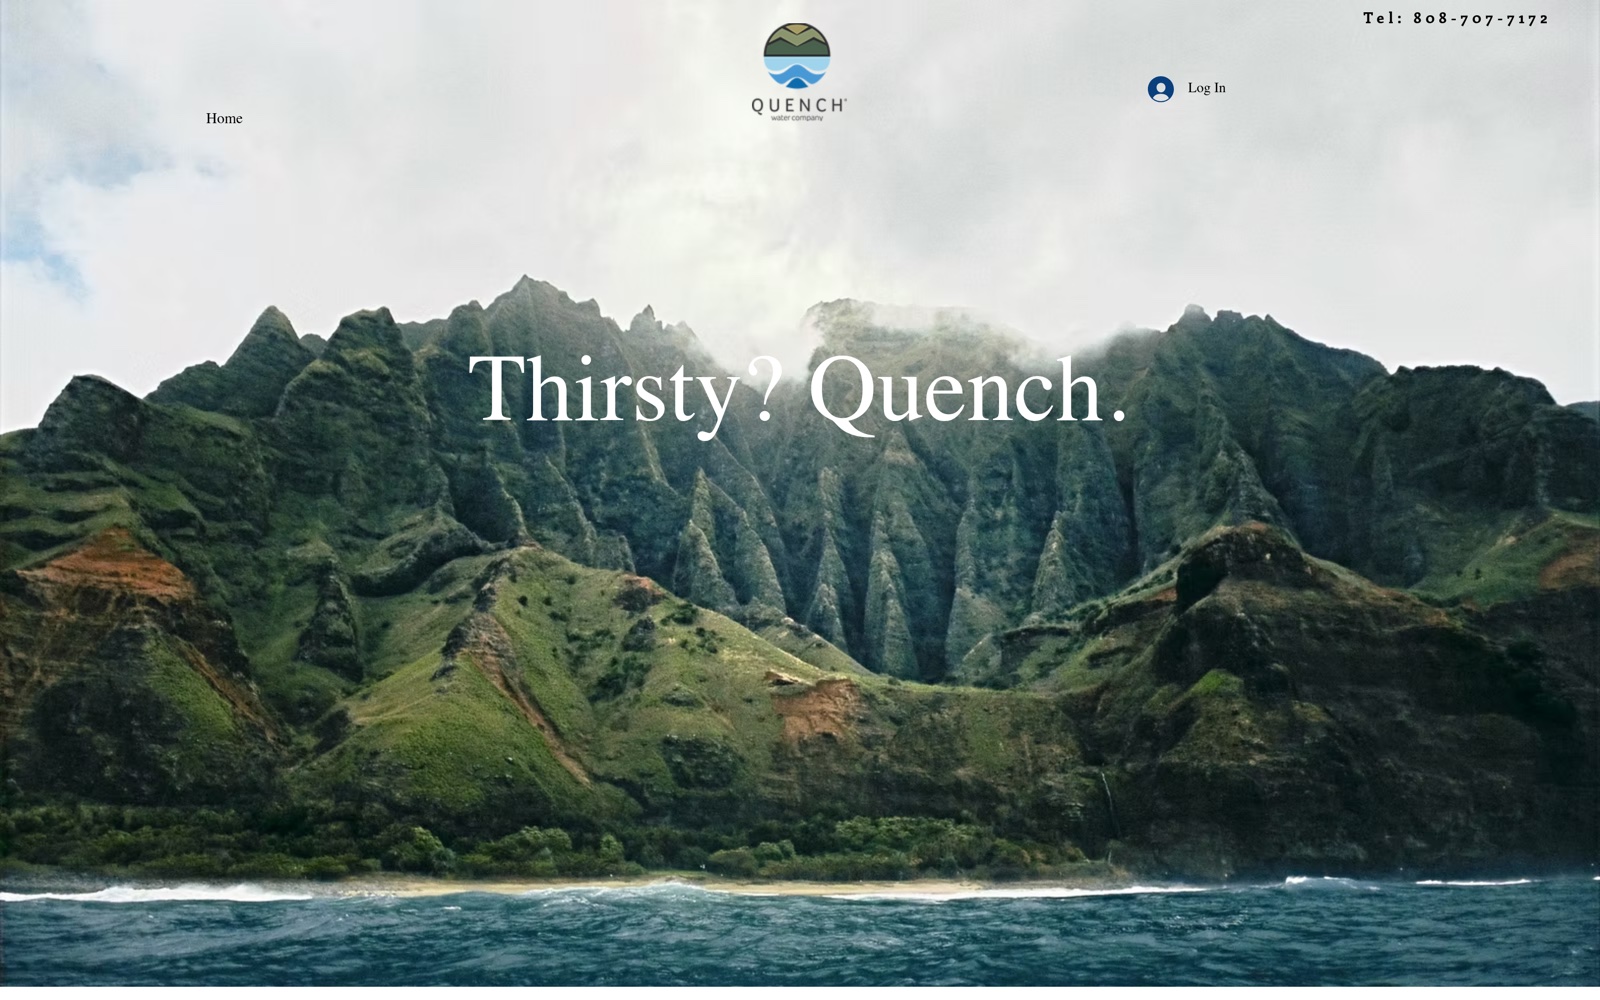 Tel: 808-707-7172
Log In
QUENCH
water company
Home
Thirsty? Quench.